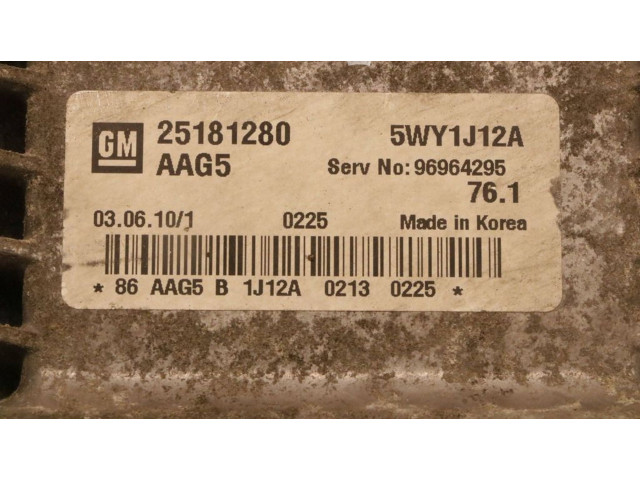 GM 25181280 5WY1J12A
AAG5 Serv No: 96964295
76.1
03.06.10/1 0225 Made in Korea
* 86 AAG5 B 1J12A 0213 0225 *